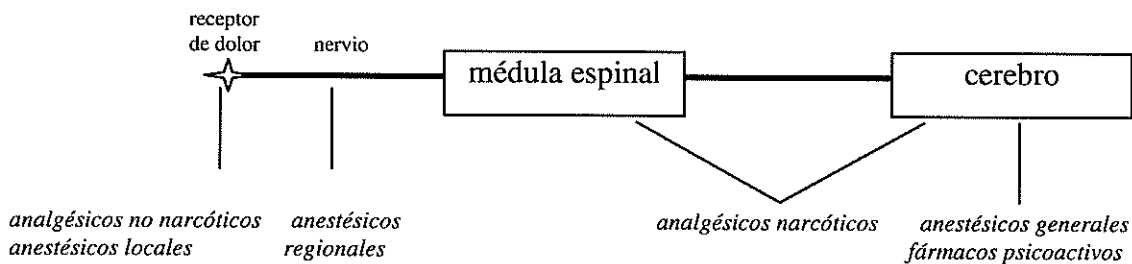 receptor
de dolor
nervio
médula espinal
cerebro
analgésicos no narcóticos
anestésicos locales
anestésicos
regionales
analgésicos narcóticos
anestésicos generales
fármacos psicoactivos